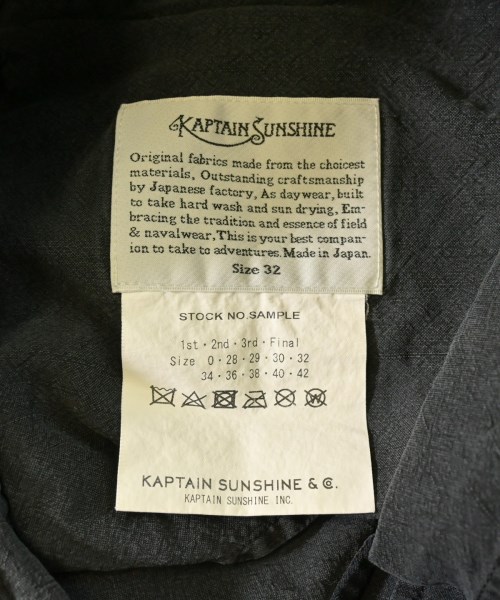 KAPTAIN SUNSHINE
Original fabrics made from the choicest
materials. Outstanding craftsmanship
by Japanese factory. As daywear, built
to take hard wash and sun drying. Em-
bracing the tradition and essence of field
& navalwear, This is your best compan-
ion to take to adventures. Made in Japan.
Size 32
STOCK NO.SAMPLE
1st・2nd・3rd・Final
Size 0・28・29・30・32
34・36・38・40・42
KAPTAIN SUNSHINE & Co.
KAPTAIN SUNSHINE INC.